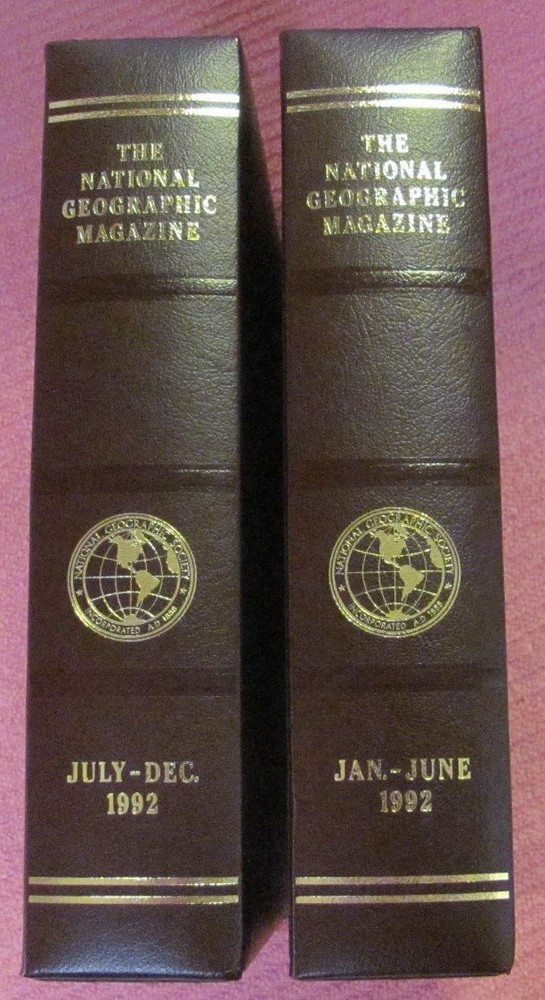 THE
NATIONAL
GEOGRAPHIC
MAGAZINE
NATIONAL GEOGRAPHIC SOCIETY
INCORPORATED A.D. 1888
JULY-DEC.
1992
THE
NATIONAL
GEOGRAPHIC
MAGAZINE
NATIONAL GEOGRAPHIC SOCIETY
INCORPORATED A.D. 1888
JAN.-JUNE
1992